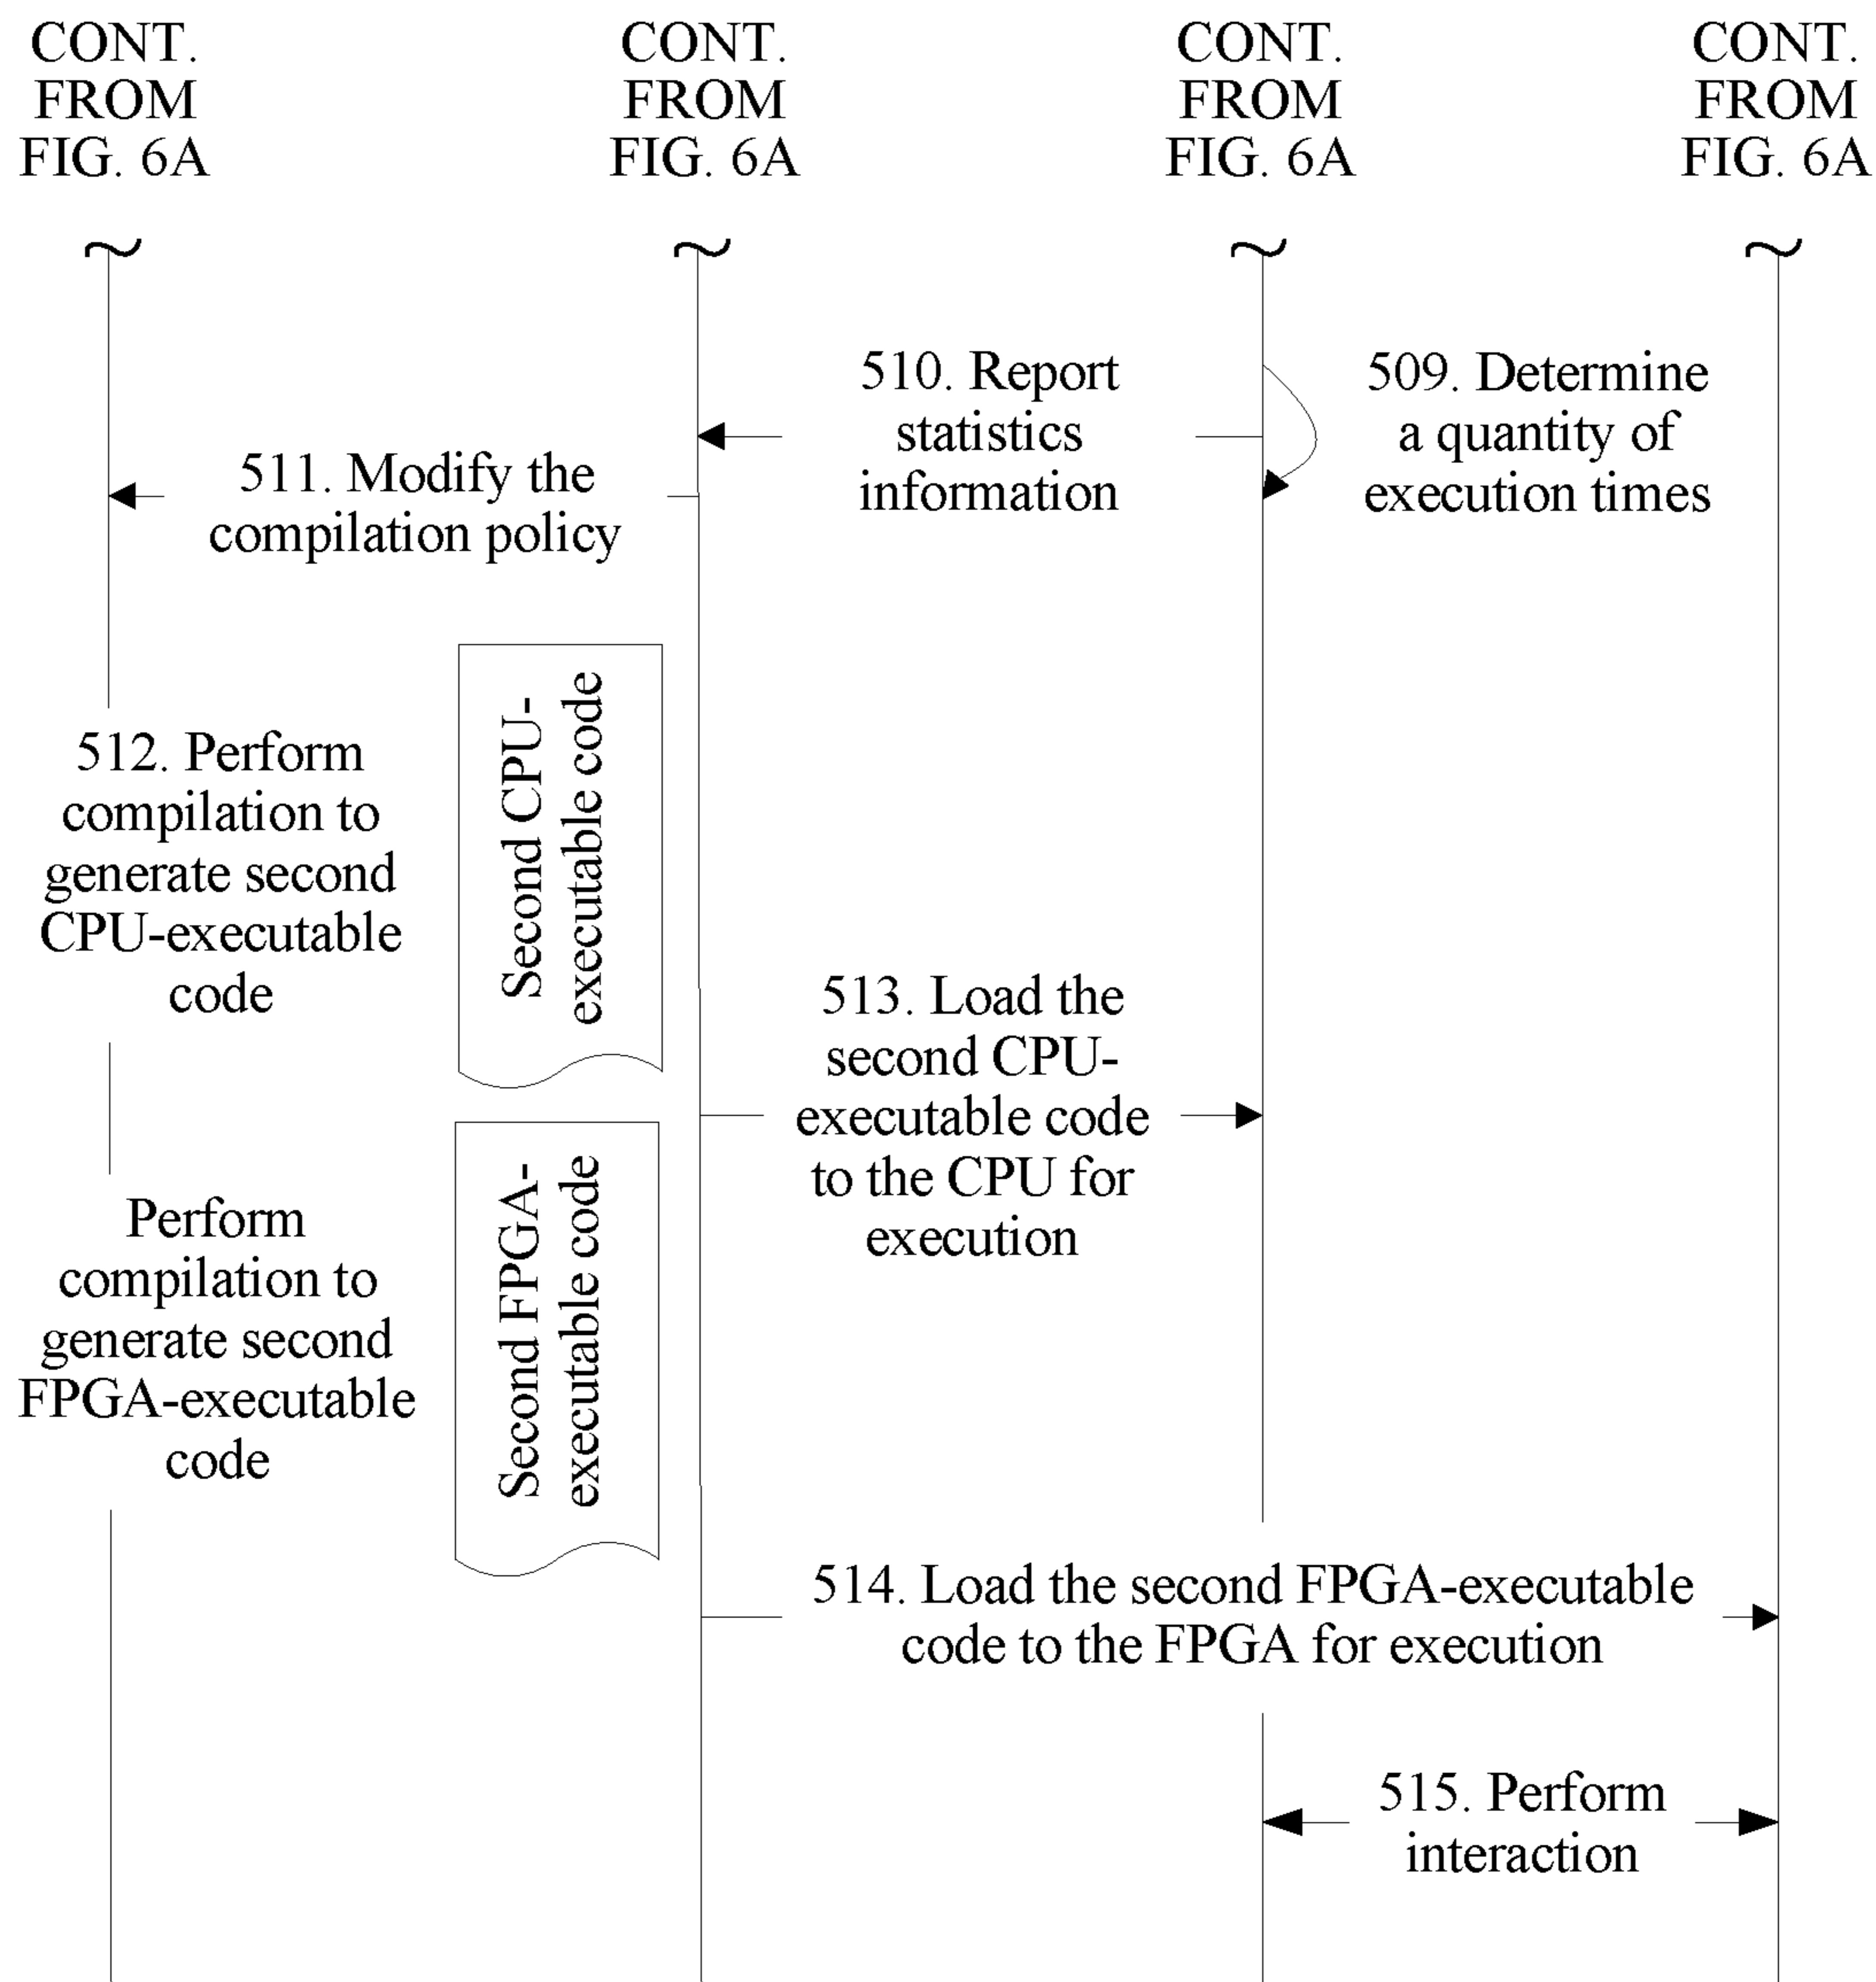 CONT.
FROM
FIG. 6A
CONT.
FROM
FIG. 6A
CONT.
FROM
FIG. 6A
CONT.
FROM
FIG. 6A
509. Determine
a quantity of
execution times
510. Report
statistics
information
511. Modify the
compilation policy
512. Perform
compilation to
generate second
CPU-executable
code
Second CPU-
executable code
513. Load the
second CPU-
executable code
to the CPU for
execution
Perform
compilation to
generate second
FPGA-executable
code
Second FPGA-
executable code
514. Load the second FPGA-executable
code to the FPGA for execution
515. Perform
interaction